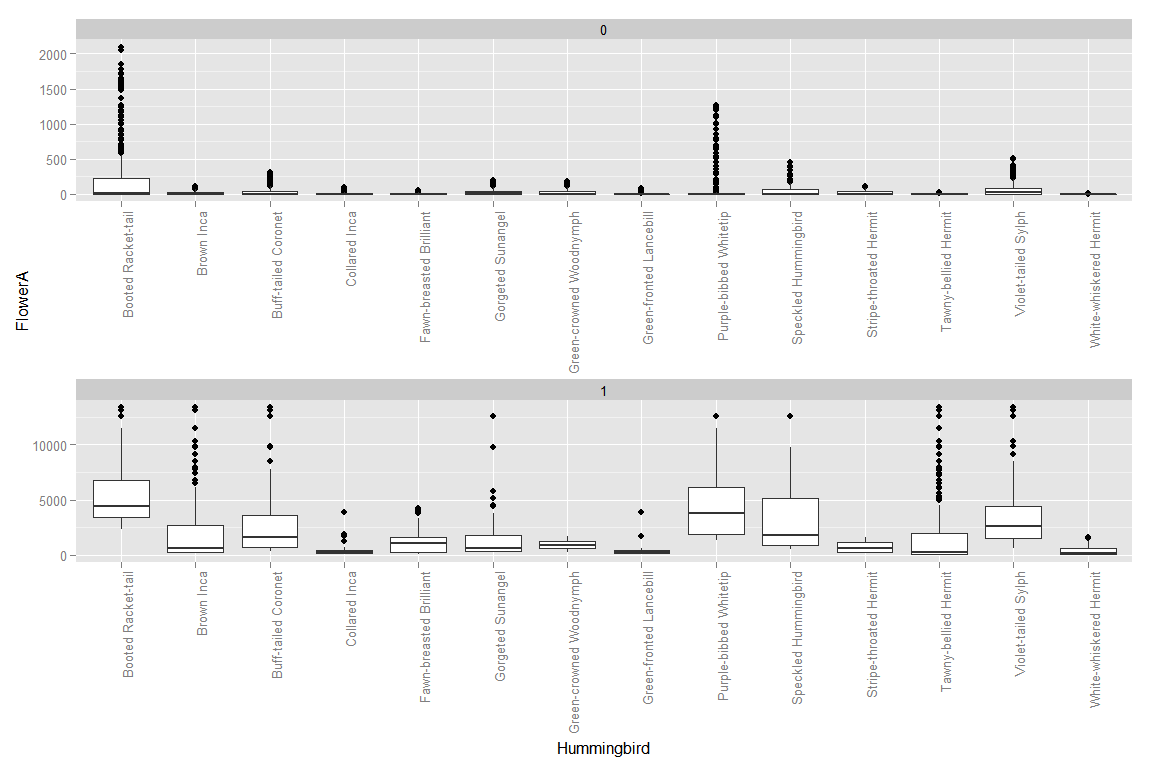 0
2000
1500
1000
500
0
Booted Racket-tail
Brown Inca
Buff-tailed Coronet
Collared Inca
Fawn-breasted Brilliant
Gorgeted Sunangel
Green-crowned Woodnymph
Green-fronted Lancebill
Purple-bibbed Whitetip
Speckled Hummingbird
Stripe-throated Hermit
Tawny-bellied Hermit
Violet-tailed Sylph
White-whiskered Hermit
FlowerA
1
10000
5000
0
Booted Racket-tail
Brown Inca
Buff-tailed Coronet
Collared Inca
Fawn-breasted Brilliant
Gorgeted Sunangel
Green-crowned Woodnymph
Green-fronted Lancebill
Purple-bibbed Whitetip
Speckled Hummingbird
Stripe-throated Hermit
Tawny-bellied Hermit
Violet-tailed Sylph
White-whiskered Hermit
Hummingbird